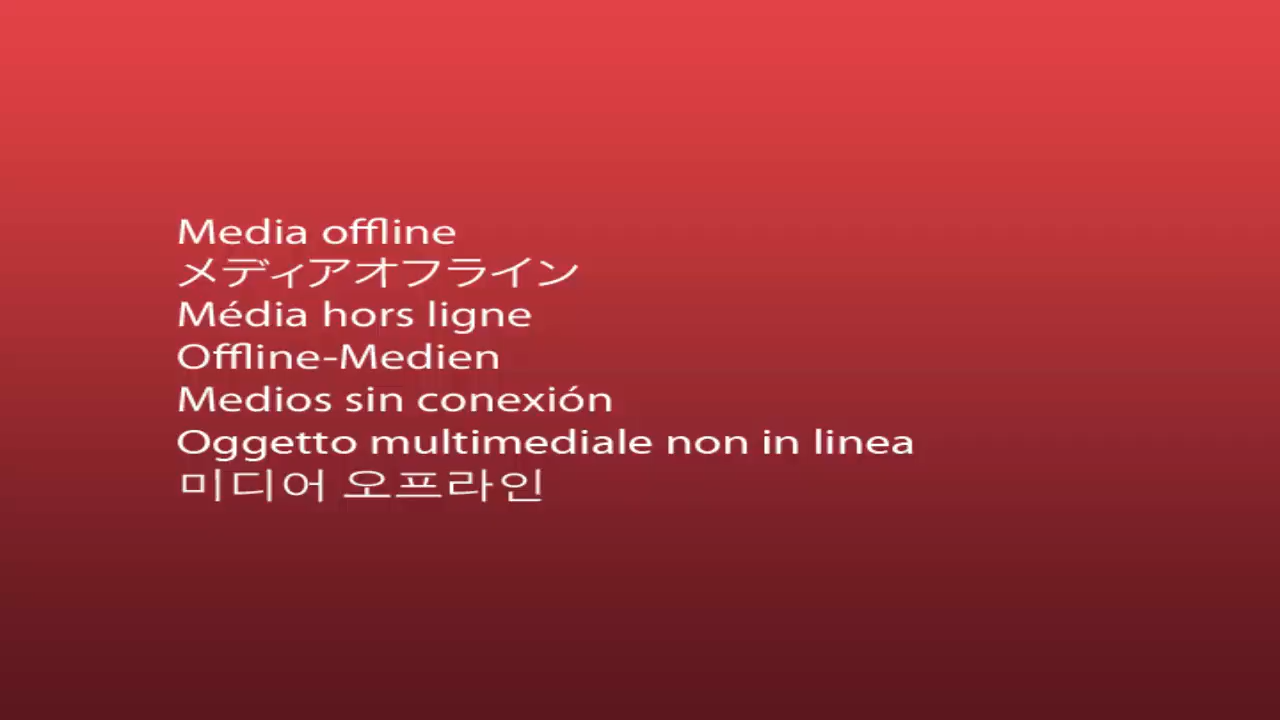 Media offline
メディアオフライン
Média hors ligne
Offline-Medien
Medios sin conexión
Oggetto multimediale non in linea
미디어 오프라인